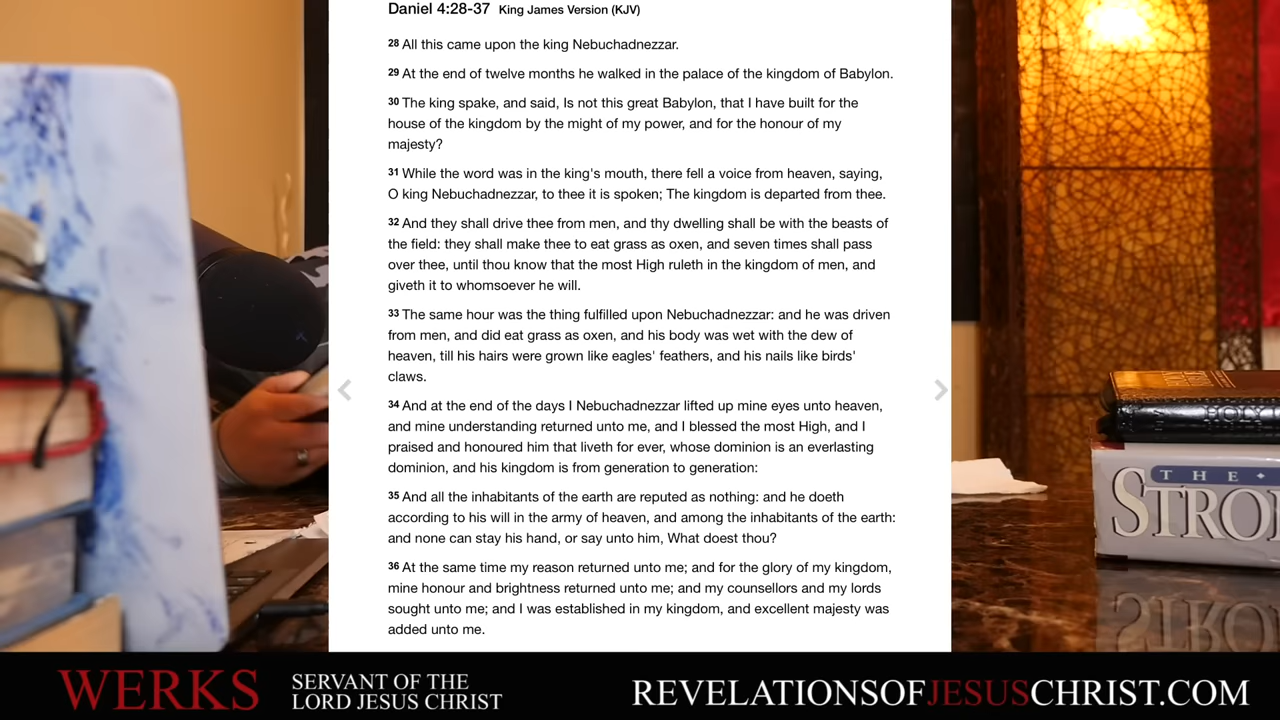 Daniel 4:28-37 King James Version (KJV)
28 All this came upon the king Nebuchadnezzar.
29 At the end of twelve months he walked in the palace of the kingdom of Babylon.
30 The king spake, and said, Is not this great Babylon, that I have built for the
house of the kingdom by the might of my power, and for the honour of my
majesty?
31 While the word was in the king's mouth, there fell a voice from heaven, saying,
O king Nebuchadnezzar, to thee it is spoken; The kingdom is departed from thee.
32 And they shall drive thee from men, and thy dwelling shall be with the beasts of
the field: they shall make thee to eat grass as oxen, and seven times shall pass
over thee, until thou know that the most High ruleth in the kingdom of men, and
giveth it to whomsoever he will.
33 The same hour was the thing fulfilled upon Nebuchadnezzar: and he was driven
from men, and did eat grass as oxen, and his body was wet with the dew of
heaven, till his hairs were grown like eagles' feathers, and his nails like birds'
claws.
34 And at the end of the days I Nebuchadnezzar lifted up mine eyes unto heaven,
and mine understanding returned unto me, and I blessed the most High, and I
praised and honoured him that liveth for ever, whose dominion is an everlasting
dominion, and his kingdom is from generation to generation:
35 And all the inhabitants of the earth are reputed as nothing: and he doeth
according to his will in the army of heaven, and among the inhabitants of the earth:
and none can stay his hand, or say unto him, What doest thou?
36 At the same time my reason returned unto me; and for the glory of my kingdom,
mine honour and brightness returned unto me; and my counsellors and my lords
sought unto me; and I was established in my kingdom, and excellent majesty was
added unto me.
HOLY
THE
STRO
WERKS
SERVANT OF THE
LORD JESUS CHRIST
REVELATIONSOFJESUSCHRIST.COM